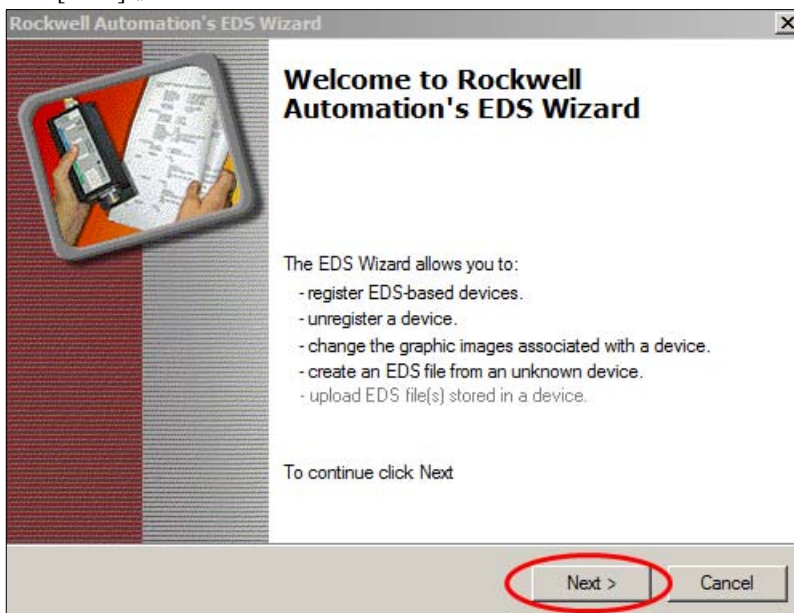 Rockwell Automation's EDS Wizard
Welcome to Rockwell
Automation's EDS Wizard
The EDS Wizard allows you to:
- register EDS-based devices.
- unregister a device.
- change the graphic images associated with a device.
- create an EDS file from an unknown device.
- upload EDS file(s) stored in a device.
To continue click Next
Next >
Cancel